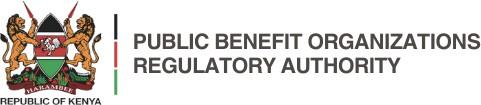 HARAMBEE
REPUBLIC OF KENYA
PUBLIC BENEFIT ORGANIZATIONS
REGULATORY AUTHORITY